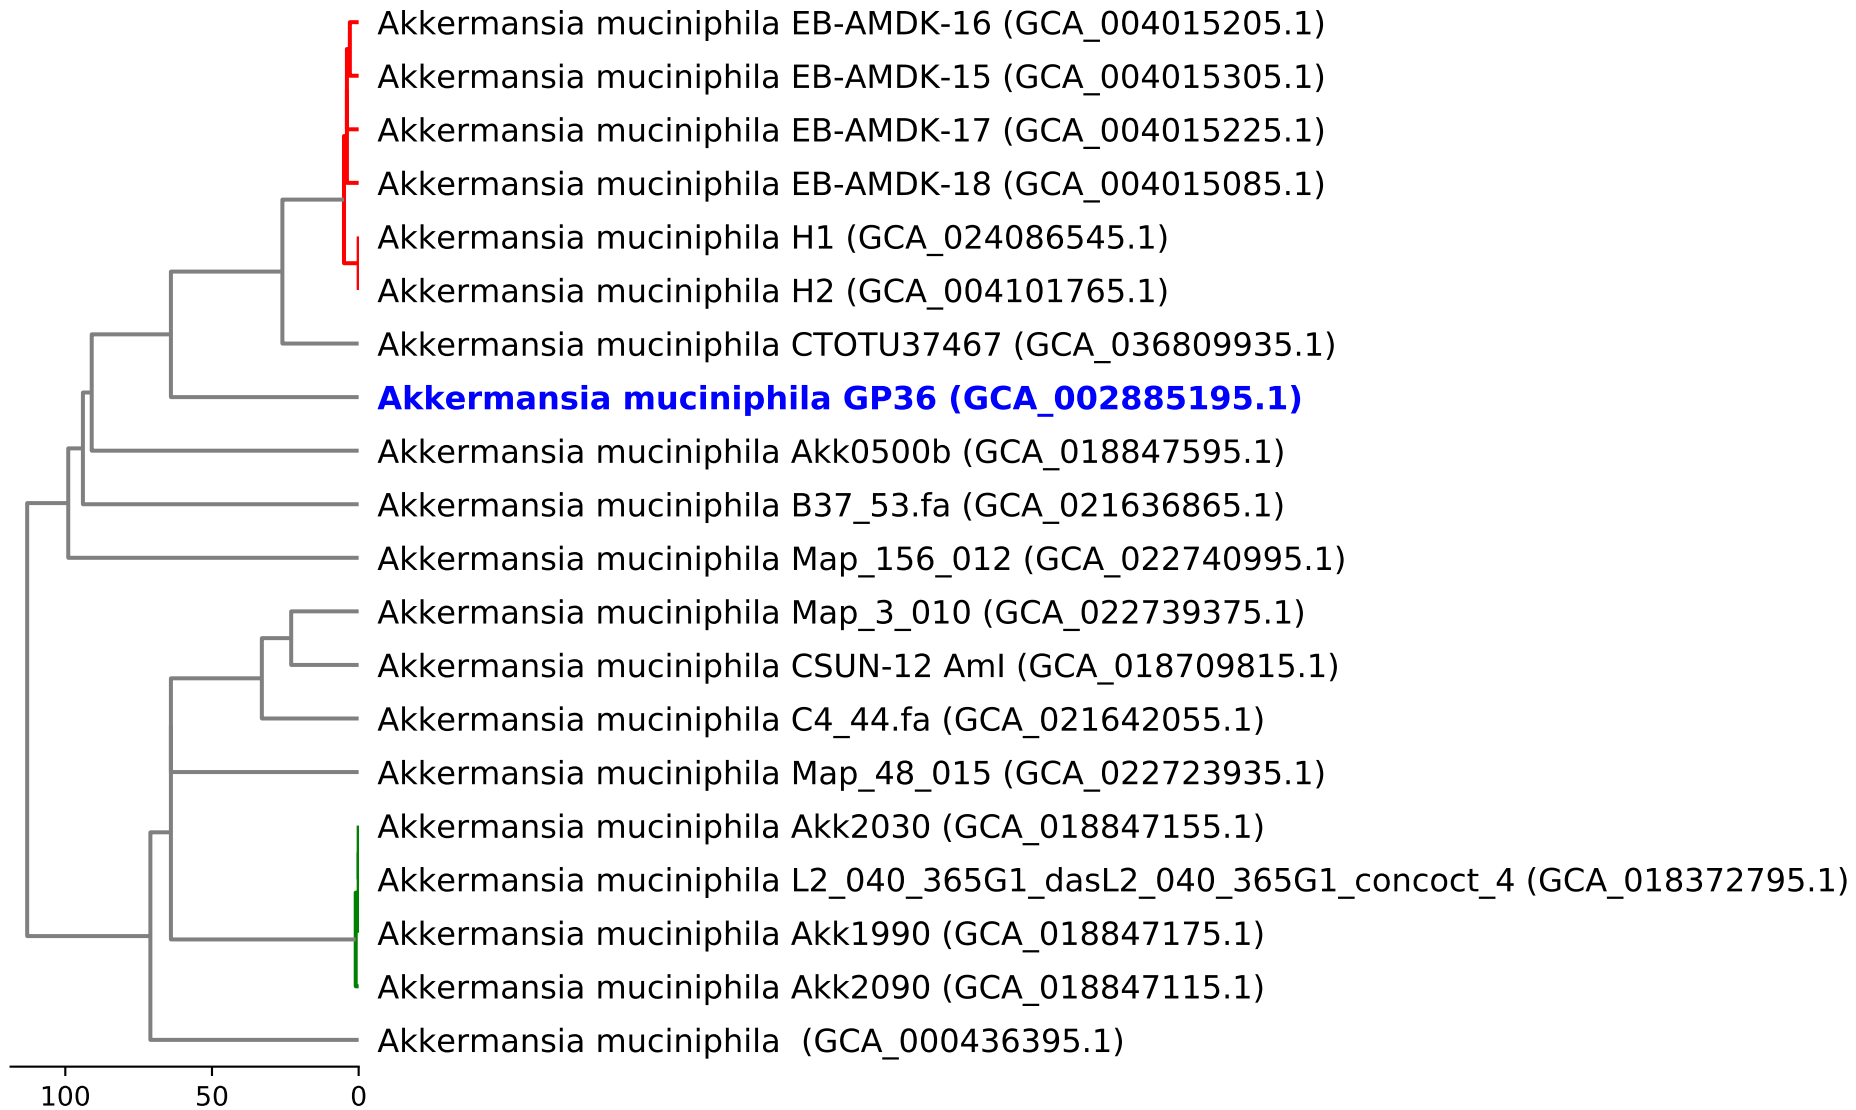 Akkermansia muciniphila EB-AMDK-16 (GCA_004015205.1)
Akkermansia muciniphila EB-AMDK-15 (GCA_004015305.1)
Akkermansia muciniphila EB-AMDK-17 (GCA_004015225.1)
Akkermansia muciniphila EB-AMDK-18 (GCA_004015085.1)
Akkermansia muciniphila H1 (GCA_024086545.1)
Akkermansia muciniphila H2 (GCA_004101765.1)
Akkermansia muciniphila CTOTU37467 (GCA_036809935.1)
Akkermansia muciniphila GP36 (GCA_002885195.1)
Akkermansia muciniphila Akk0500b (GCA_018847595.1)
Akkermansia muciniphila B37_53.fa (GCA_021636865.1)
Akkermansia muciniphila Map_156_012 (GCA_022740995.1)
Akkermansia muciniphila Map_3_010 (GCA_022739375.1)
Akkermansia muciniphila CSUN-12 AmI (GCA_018709815.1)
Akkermansia muciniphila C4_44.fa (GCA_021642055.1)
Akkermansia muciniphila Map_48_015 (GCA_022723935.1)
Akkermansia muciniphila Akk2030 (GCA_018847155.1)
Akkermansia muciniphila L2_040_365G1_dasL2_040_365G1_concoct_4 (GCA_018372795.1)
Akkermansia muciniphila Akk1990 (GCA_018847175.1)
Akkermansia muciniphila Akk2090 (GCA_018847115.1)
Akkermansia muciniphila  (GCA_000436395.1)
100 50 0